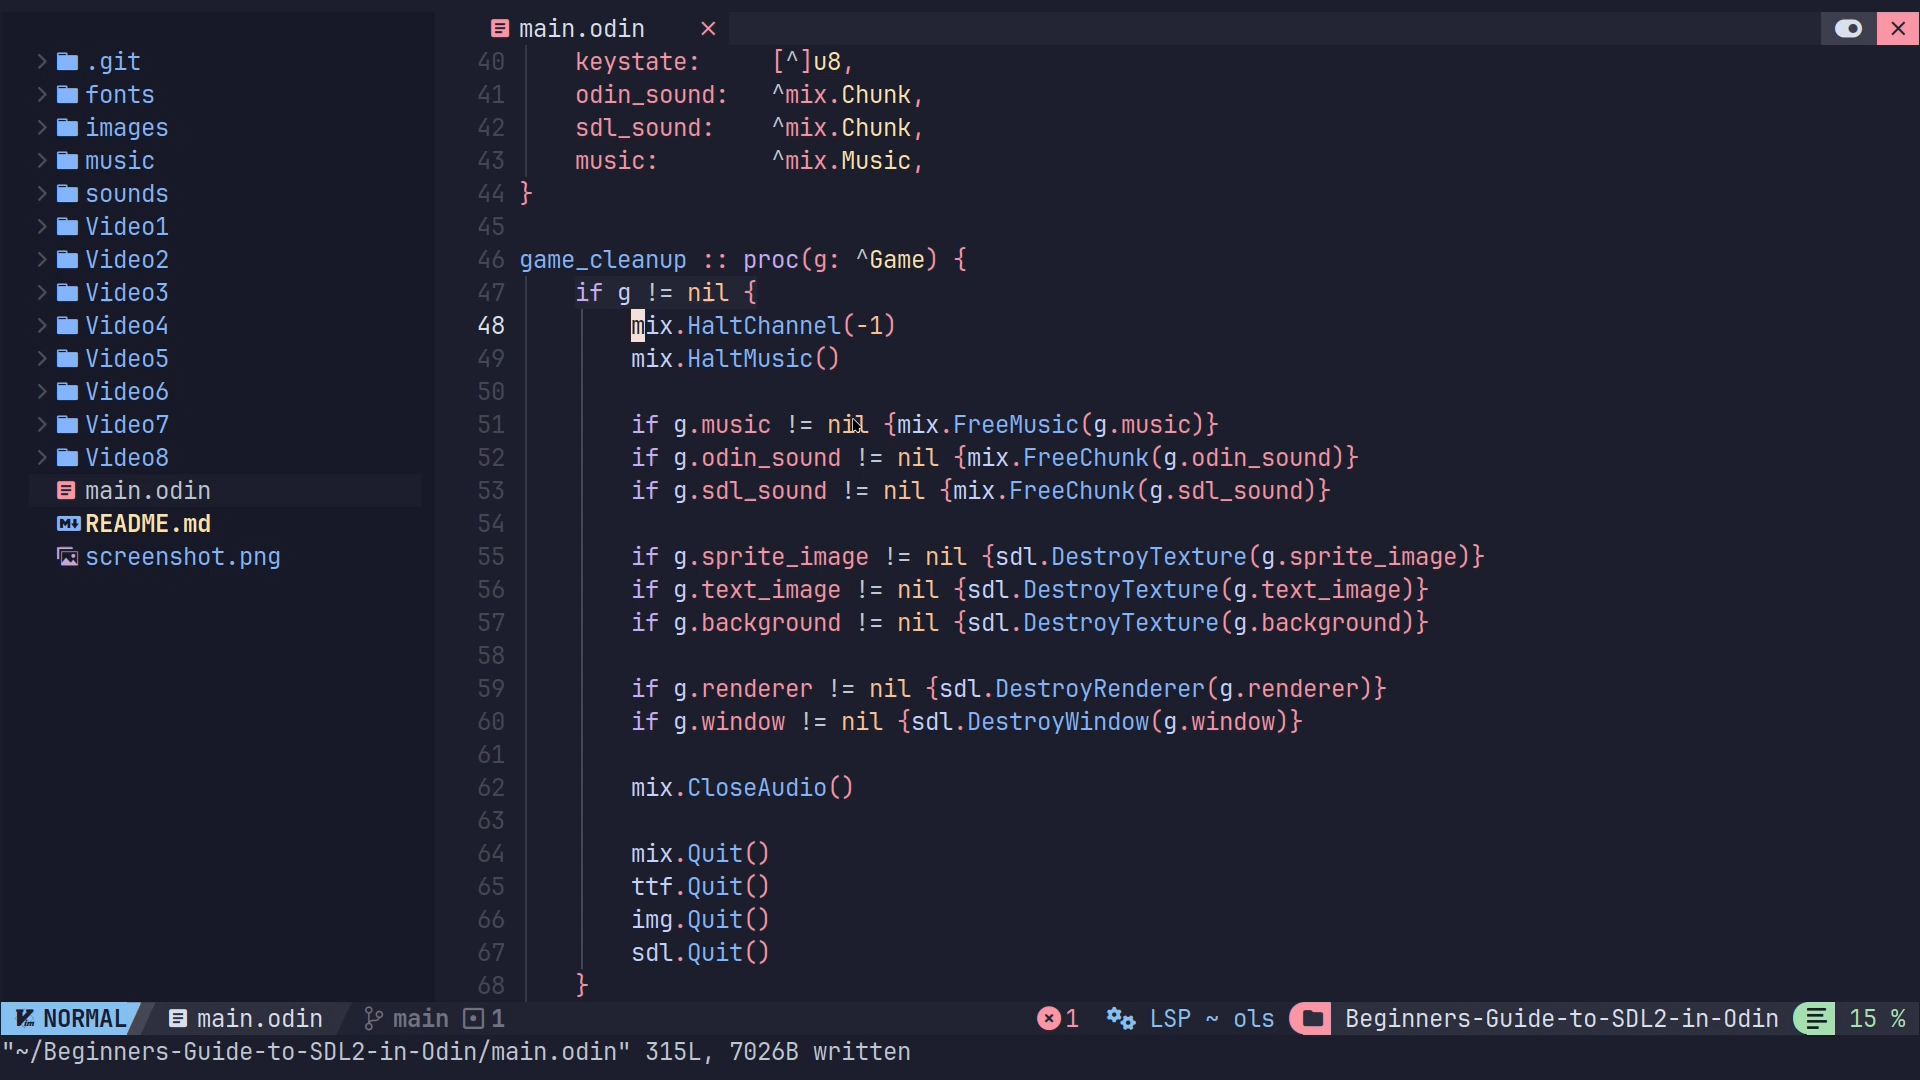 main.odin
.git
fonts
images
music
sounds
Video1
Video2
Video3
Video4
Video5
Video6
Video7
Video8
main.odin
README.md
screenshot.png
40 keystate: [^]u8,
41 odin_sound: ^mix.Chunk,
42 sdl_sound: ^mix.Chunk,
43 music: ^mix.Music,
44 }
45
46 game_cleanup :: proc(g: ^Game) {
47 if g != nil {
48 mix.HaltChannel(-1)
49 mix.HaltMusic()
50
51 if g.music != nil {mix.FreeMusic(g.music)}
52 if g.odin_sound != nil {mix.FreeChunk(g.odin_sound)}
53 if g.sdl_sound != nil {mix.FreeChunk(g.sdl_sound)}
54
55 if g.sprite_image != nil {sdl.DestroyTexture(g.sprite_image)}
56 if g.text_image != nil {sdl.DestroyTexture(g.text_image)}
57 if g.background != nil {sdl.DestroyTexture(g.background)}
58
59 if g.renderer != nil {sdl.DestroyRenderer(g.renderer)}
60 if g.window != nil {sdl.DestroyWindow(g.window)}
61
62 mix.CloseAudio()
63
64 mix.Quit()
65 ttf.Quit()
66 img.Quit()
67 sdl.Quit()
68 }
NORMAL main.odin main 1 1 LSP ~ ols Beginners-Guide-to-SDL2-in-Odin 15 %
"~/Beginners-Guide-to-SDL2-in-Odin/main.odin" 315L, 7026B written